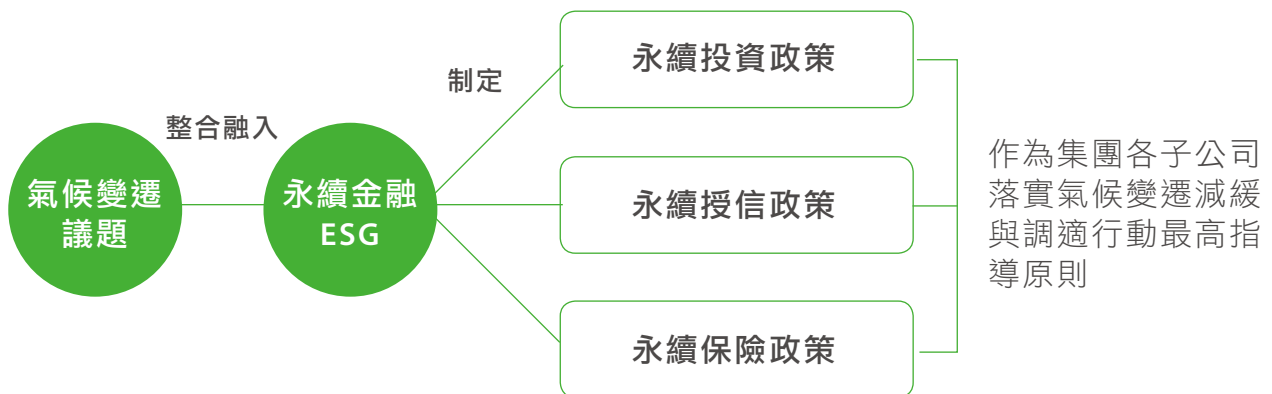 氣候變遷
議題
整合融入
永續金融
ESG
制定
永續投資政策
永續授信政策
永續保險政策
作為集團各子公司
落實氣候變遷減緩
與調適行動最高指
導原則